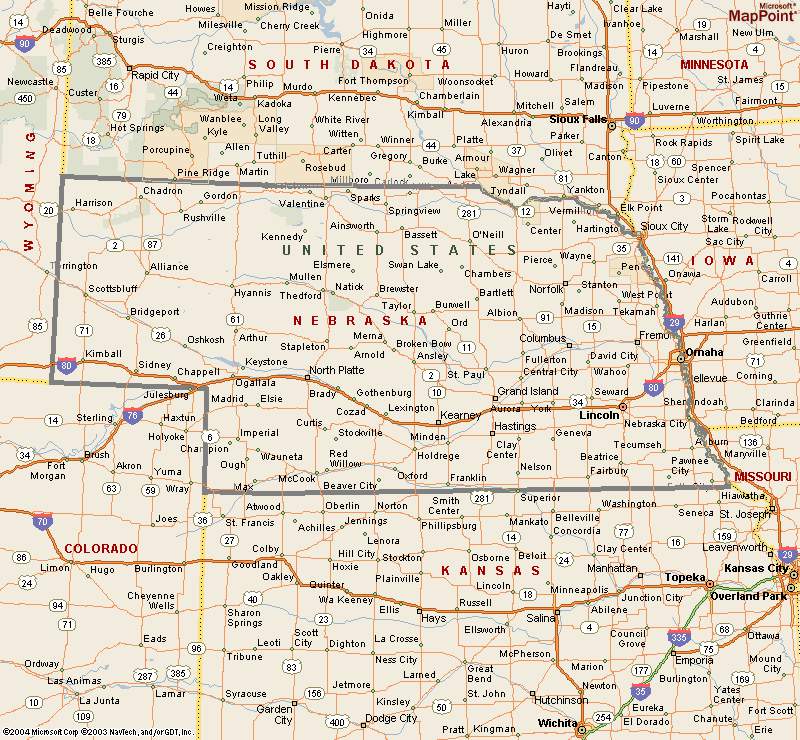 Belle Fourche
Howes
Mission Ridge
Onida
Miller
De Smet
Clear Lake
Marshall
New Ulm
Microsoft®
MapPoint®
Deadwood
Sturgis
Milesville
Cherry Creek
Highmore
Huron
Ivanhoe
Brookings
MINNESOTA
Creighton
Pierre
SOUTH DAKOTA
Howard
Flandreau
Newcastle
Rapid City
Philip
Murdo
Fort Thompson
Woonsocket
Madison
Pipestone
St. James
Custer
Weta
Kadoka
Kennebec
Chamberlain
Mitchell
Salem
Luverne
Fairmont
Wanblee
Long
Valley
White River
Kimball
Alexandria
Sioux Falls
Worthington
Hot Springs
Kyle
Witten
Winner
Platte
Parker
Canton
Rock Rapids
Spirit Lake
Porcupine
Allen
Tuthill
Carter
Gregory
Burke
Armour
Wagner
Olivet
Spencer
Sioux Center
Pine Ridge
Martin
Rosebud
Millboro
Lake
Tyndall
Yankton
Pocahontas
WYOMING
Harrison
Chadron
Gordon
Valentine
Sparks
Springview
Vermillion
Elk Point
Rushville
Ainsworth
Bassett
O'Neill
Center
Hartington
Sioux City
Storm
Lake
Rockwell
City
Kennedy
UNITED STATES
Pierce
Wayne
Sac City
Torrington
Alliance
Elsmere
Swan Lake
Chambers
Pen
Onawa
IOWA
Scottsbluff
Mullen
Natick
Brewster
Bartlett
Norfolk
Stanton
West Point
Carroll
Hyannis
Thedford
Taylor
Burwell
Albion
Madison
Tekamah
Audubon
Bridgeport
NEBRASKA
Ord
Harlan
Guthrie
Center
Oshkosh
Arthur
Stapleton
Merna
Broken Bow
Columbus
Fremo
Greenfield
Kimball
Sidney
Keystone
Arnold
Ansley
Fullerton
David City
Omaha
Chappell
Ogallala
North Platte
St. Paul
Central City
Wahoo
Bellevue
Corning
Julesburg
Madrid
Elsie
Brady
Gothenburg
Grand Island
Seward
Shenandoah
Clarinda
Sterling
Haxtun
Cozad
Lexington
Kearney
Aurora
York
Lincoln
Bedford
Holyoke
Champion
Imperial
Curtis
Stockville
Minden
Hastings
Geneva
Nebraska City
Brush
Akron
Yuma
Ough
Wauneta
Red
Willow
Holdrege
Clay
Center
Tecumseh
Auburn
Maryville
Fort
Morgan
Wray
Max
McCook
Beaver City
Oxford
Franklin
Nelson
Beatrice
Fairbury
Pawnee
City
MISSOURI
Atwood
Oberlin
Norton
Smith
Center
Superior
Washington
Hiawatha
Joes
St. Francis
Achilles
Jennings
Phillipsburg
Mankato
Belleville
Seneca
St. Joseph
COLORADO
Colby
Lenora
Concordia
Limon
Hugo
Burlington
Goodland
Hill City
Hoxie
Stockton
Osborne
Beloit
Clay Center
Leavenworth
Oakley
Quinter
Plainville
KANSAS
Lincoln
Manhattan
Topeka
Kansas City
Overland Park
Cheyenne
Wells
Sharon
Springs
Wa Keeney
Ellis
Hays
Russell
Salina
Minneapolis
Abilene
Junction City
Eads
Leoti
Scott
City
Dighton
La Crosse
Ellsworth
Council
Grove
Ottawa
Ordway
Tribune
Ness City
Great
Bend
McPherson
Marion
Emporia
Mound
City
Las Animas
La Junta
Lamar
Syracuse
Garden
City
Jetmore
Larned
St. John
Hutchinson
Newton
Burlington
Yates
Center
Kinsley
Dodge City
Pratt
Kingman
Wichita
Eureka
El Dorado
Chanute
Fort
Scott
Erie
©2004 Microsoft Corp ©2003 NavTech, and/or GDT, Inc.